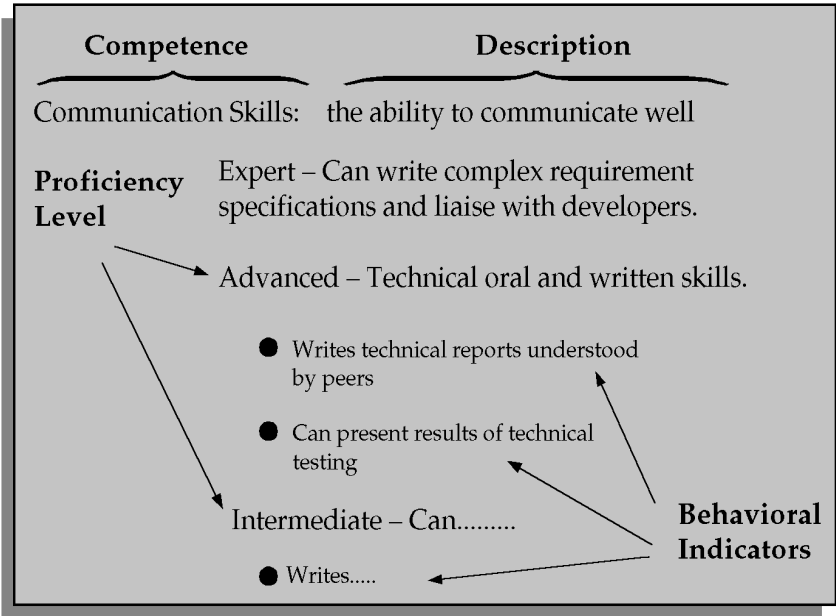 Competence
Description
Communication Skills: the ability to communicate well
Proficiency
Level
Expert – Can write complex requirement
specifications and liaise with developers.
Advanced – Technical oral and written skills.
● Writes technical reports understood
by peers
● Can present results of technical
testing
Intermediate – Can.........
● Writes.....
Behavioral
Indicators